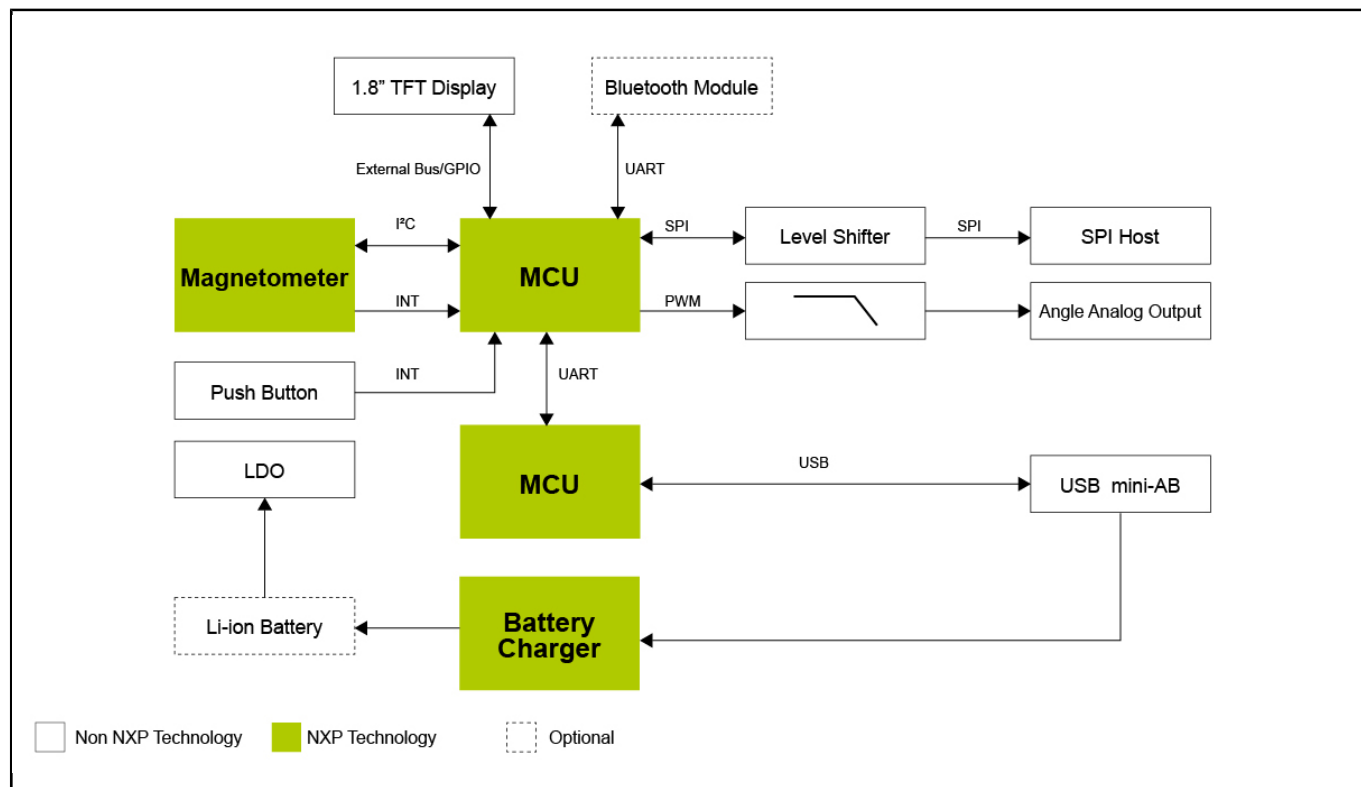 1.8” TFT Display
Bluetooth Module
External Bus/GPIO
UART
Magnetometer
I²C
INT
MCU
SPI
Level Shifter
SPI
SPI Host
PWM
Angle Analog Output
Push Button
INT
UART
LDO
MCU
USB
USB mini-AB
Li-ion Battery
Battery
Charger
Non NXP Technology
NXP Technology
Optional